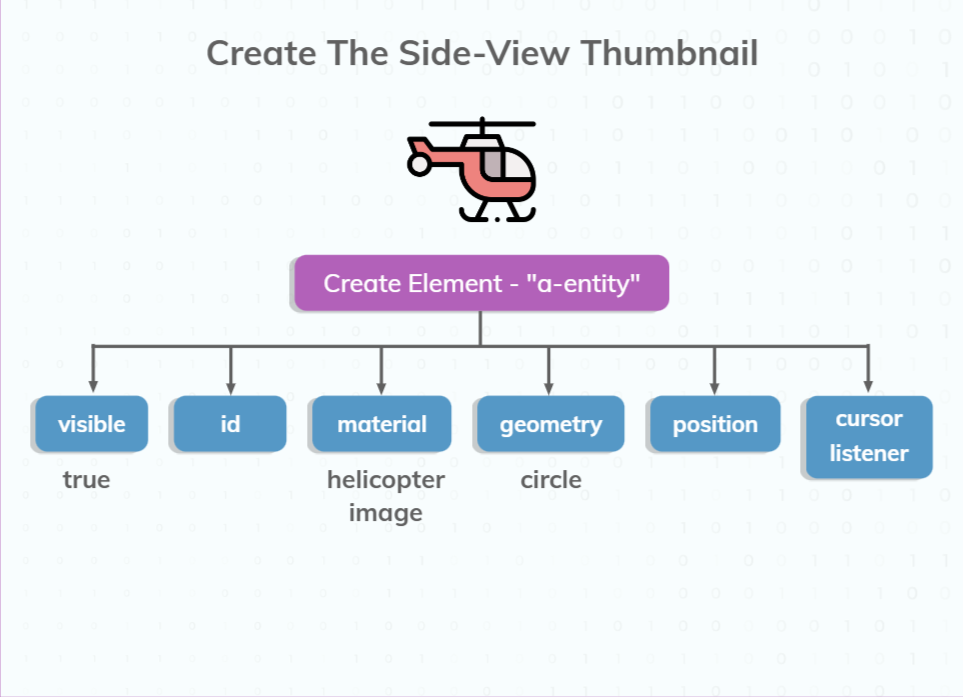 Create The Side-View Thumbnail
Create Element - "a-entity"
visible
id
material
geometry
position
cursor
listener
true
helicopter
image
circle